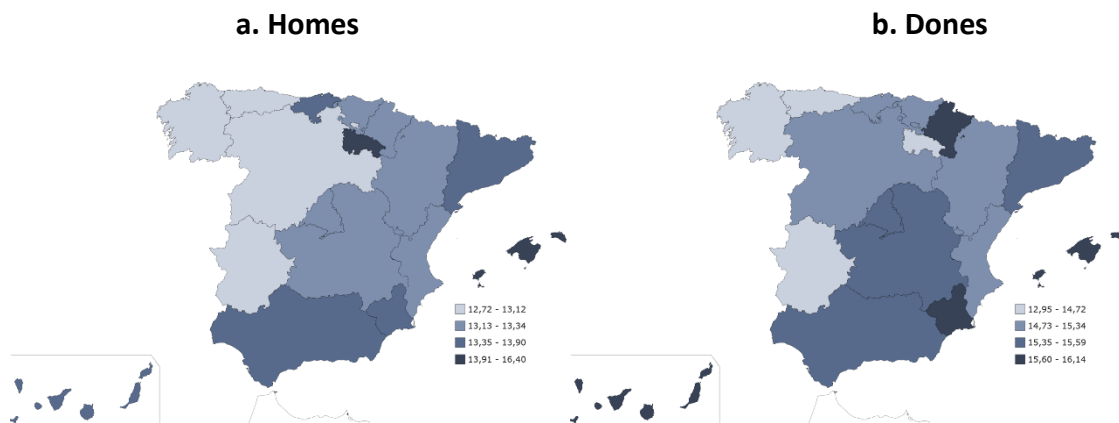 a. Homes
12,72 - 13,12
13,13 - 13,34
13,35 - 13,90
13,91 - 16,40
b. Dones
12,95 - 14,72
14,73 - 15,34
15,35 - 15,59
15,60 - 16,14